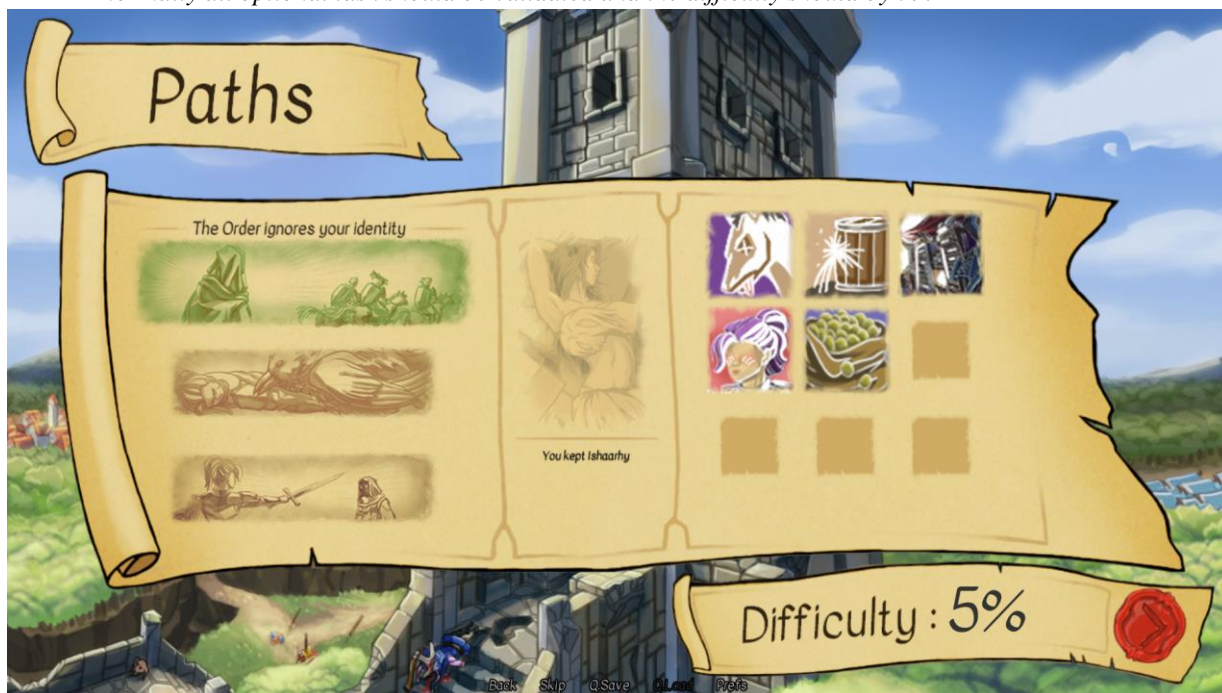 Paths
The Order ignores your identity
You kept Ishaarhy
Difficulty : 5%
Back Skip Q.Save Q.Load Prefs